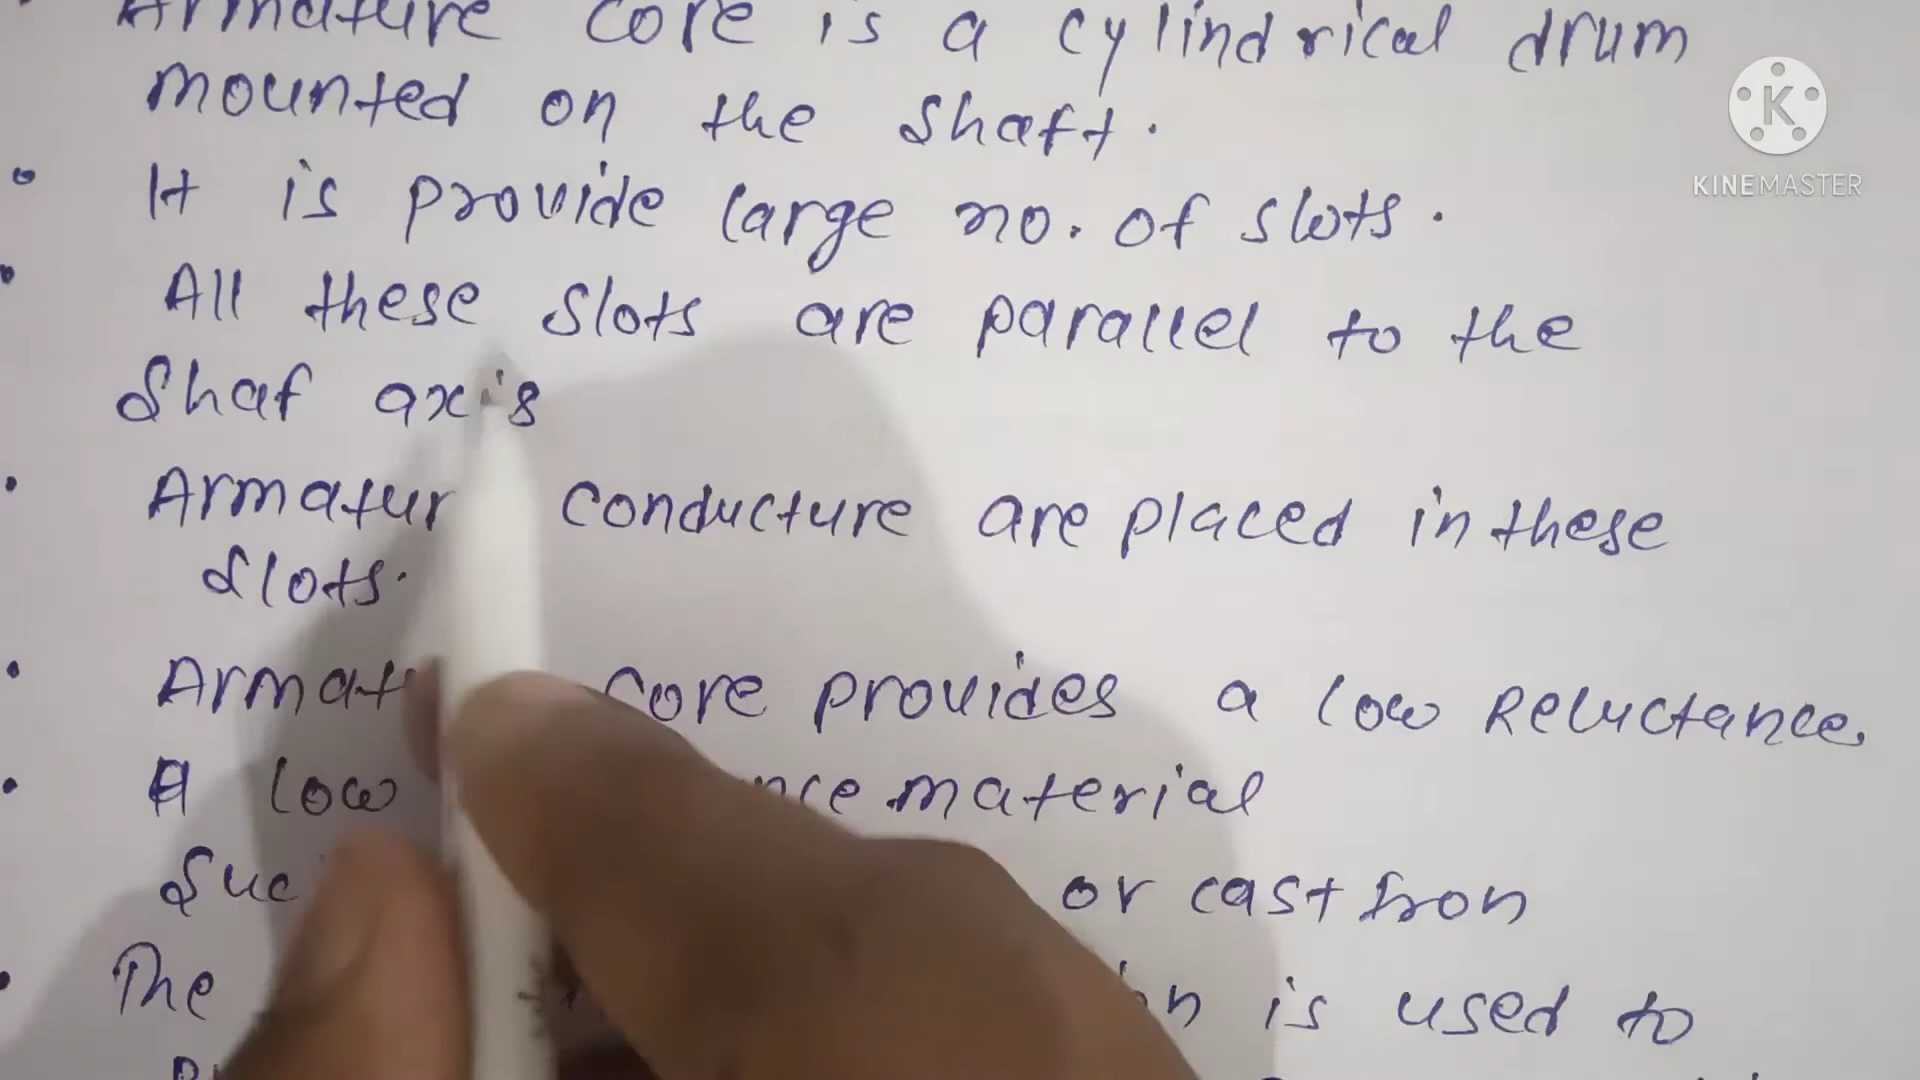 Armature core is a cylindrical drum
mounted on the shaft.
It is provide large no. of slots.
All these slots are parallel to the
Shaf axis
Armatur conducture are placed in these
slots.
core provides a low Reluctance
A low material
or cast iron
The is used to
K
KINEMASTER